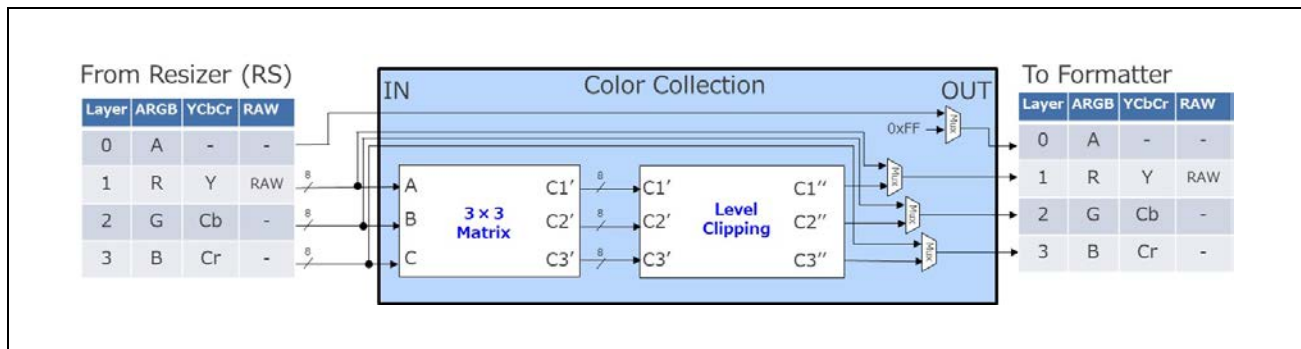 From Resizer (RS)
Layer ARGB YCbCr RAW
0 A - -
1 R Y RAW
2 G Cb -
3 B Cr -
IN Color Collection OUT
0xFF
Mux
Mux
Mux
Mux
8
8
8
A
B
C
3×3
Matrix
C1'
C2'
C3'
8
8
8
C1'
C2'
C3'
Level
Clipping
C1''
C2''
C3''
To Formatter
Layer ARGB YCbCr RAW
0 A - -
1 R Y RAW
2 G Cb -
3 B Cr -